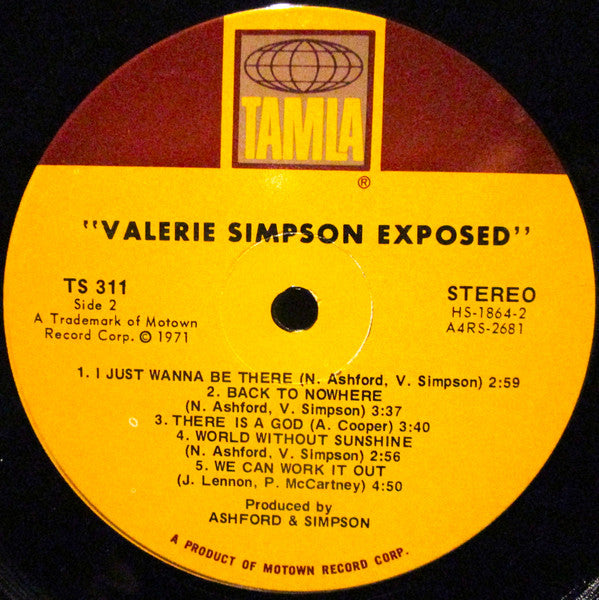 TAMLA
®
"VALERIE SIMPSON EXPOSED"
TS 311
Side 2
A Trademark of Motown
Record Corp. © 1971
STEREO
HS-1864-2
A4RS-2681
1. I JUST WANNA BE THERE (N. Ashford, V. Simpson) 2:59
2. BACK TO NOWHERE
(N. Ashford, V. Simpson) 3:37
3. THERE IS A GOD (A. Cooper) 3:40
4. WORLD WITHOUT SUNSHINE
(N. Ashford, V. Simpson) 2:56
5. WE CAN WORK IT OUT
(J. Lennon, P. McCartney) 4:50
Produced by
ASHFORD & SIMPSON
A PRODUCT OF MOTOWN RECORD CORP.